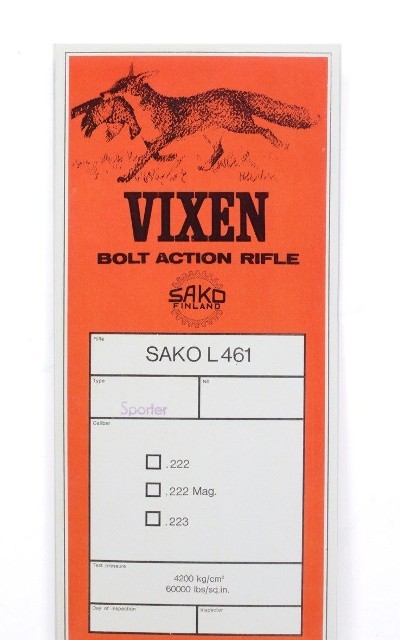 VIXEN
BOLT ACTION RIFLE
SAKO
FINLAND
Rifle
SAKO L 461
Type
Nº
Sporter
Caliber
.222
.222 Mag.
.223
Test pressure
4200 kg/cm²
60000 lbs/sq.in.
Day of inspection
Inspector